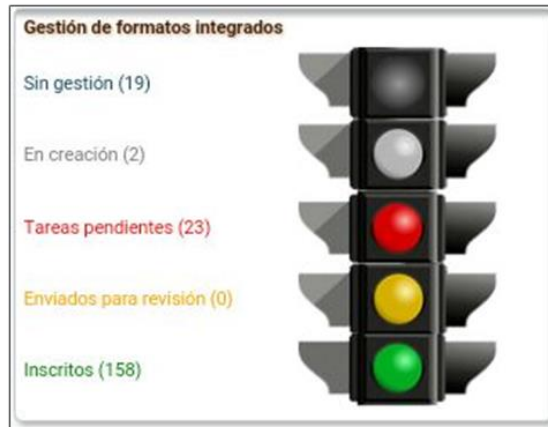 Gestión de formatos integrados
Sin gestión (19)
En creación (2)
Tareas pendientes (23)
Enviados para revisión (0)
Inscritos (158)